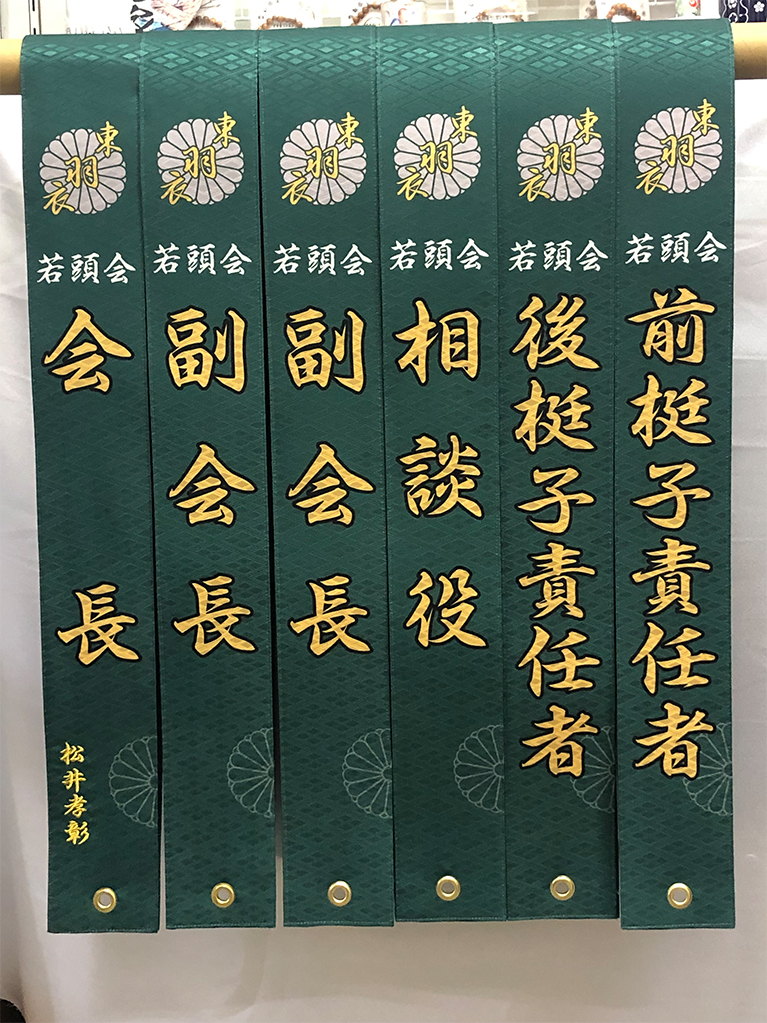 東羽衣
若頭会
前梃子責任者
東羽衣
若頭会
後梃子責任者
東羽衣
若頭会
相談役
東羽衣
若頭会
副会長
東羽衣
若頭会
副会長
東羽衣
若頭会
会長
松井孝彰